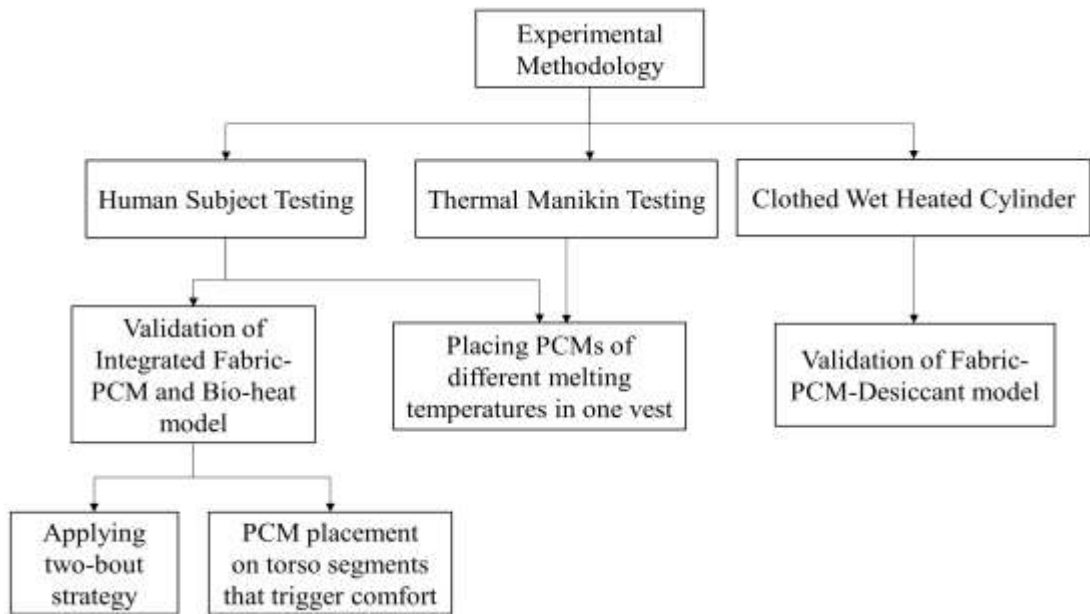 Experimental
Methodology
Human Subject Testing
Thermal Manikin Testing
Clothed Wet Heated Cylinder
Validation of
Integrated Fabric-
PCM and Bio-heat
model
Placing PCMs of
different melting
temperatures in one vest
Validation of Fabric-
PCM-Desiccant model
Applying
two-bout
strategy
PCM placement
on torso segments
that trigger comfort